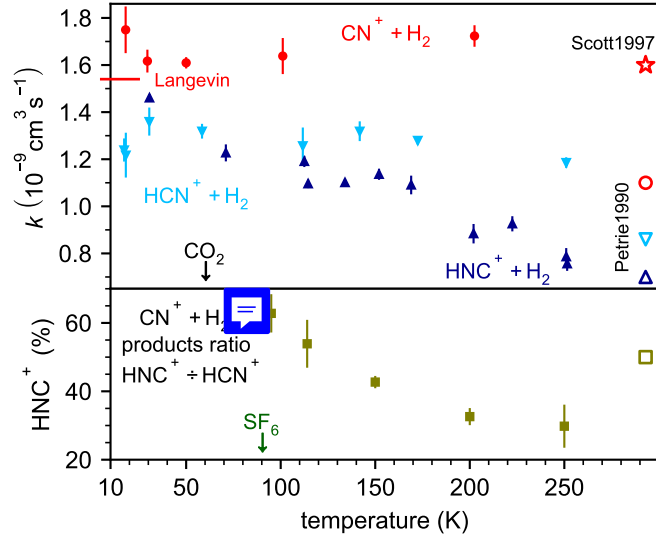 1.8
1.6
1.4
1.2
1.0
0.8
k (10⁻⁹ cm³ s⁻¹)
CN⁺ + H₂
Scott1997
Langevin
HCN⁺ + H₂
Petrie1990
CO₂
HNC⁺ + H₂
60
40
20
HNC⁺ (%)
CN⁺ + H₂
products ratio
HNC⁺ ÷ HCN⁺
SF₆
10 50 100 150 200 250
temperature (K)